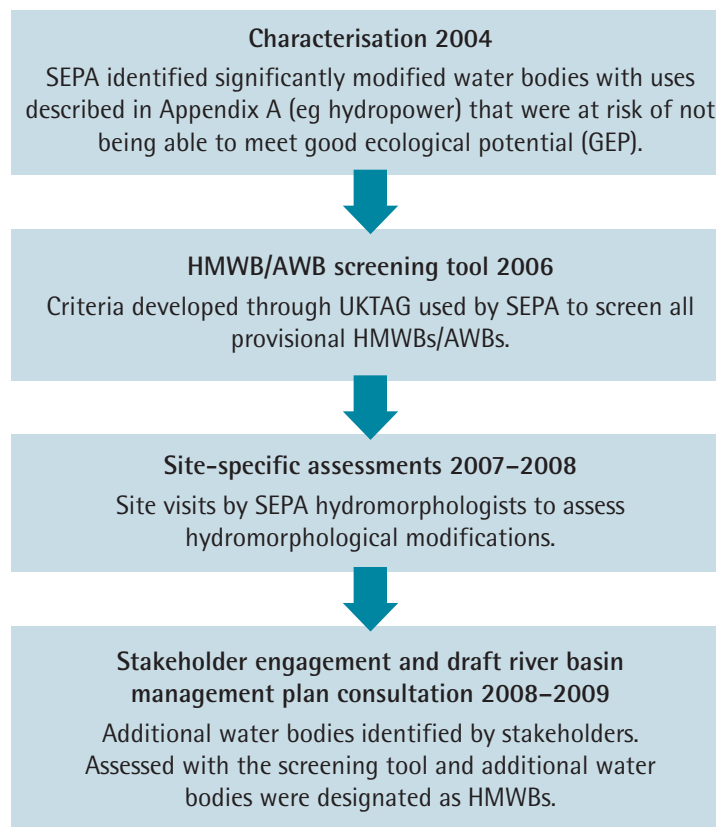 Characterisation 2004
SEPA identified significantly modified water bodies with uses
described in Appendix A (eg hydropower) that were at risk of not
being able to meet good ecological potential (GEP).
HMWB/AWB screening tool 2006
Criteria developed through UKTAG used by SEPA to screen all
provisional HMWBs/AWBs.
Site-specific assessments 2007–2008
Site visits by SEPA hydromorphologists to assess
hydromorphological modifications.
Stakeholder engagement and draft river basin
management plan consultation 2008–2009
Additional water bodies identified by stakeholders.
Assessed with the screening tool and additional water
bodies were designated as HMWBs.